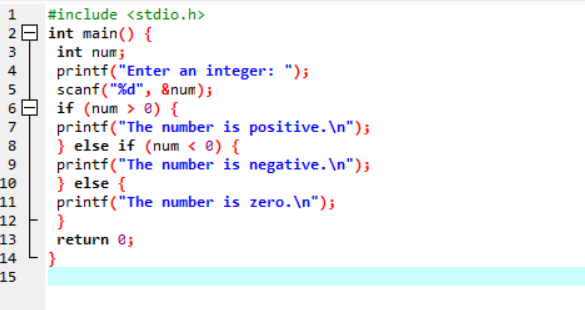 1 #include <stdio.h>
2 int main() {
3 int num;
4 printf("Enter an integer: ");
5 scanf("%d", &num);
6 if (num > 0) {
7 printf("The number is positive.\n");
8 } else if (num < 0) {
9 printf("The number is negative.\n");
10 } else {
11 printf("The number is zero.\n");
12 }
13 return 0;
14 }
15